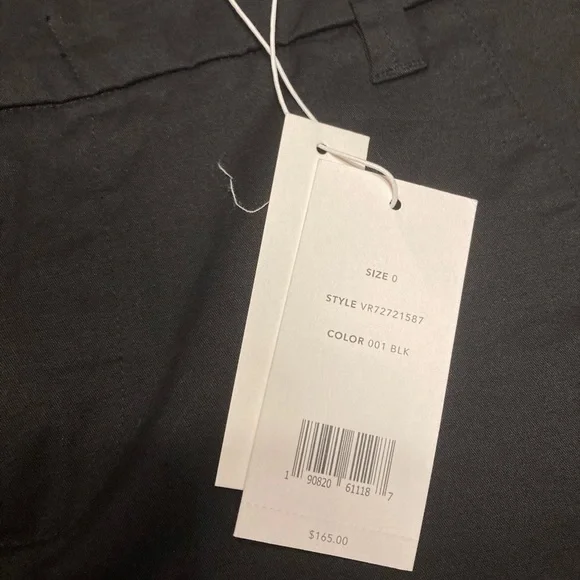 SIZE 0
STYLE VR72721587
COLOR 001 BLK
1 90820 61118 7
$165.00